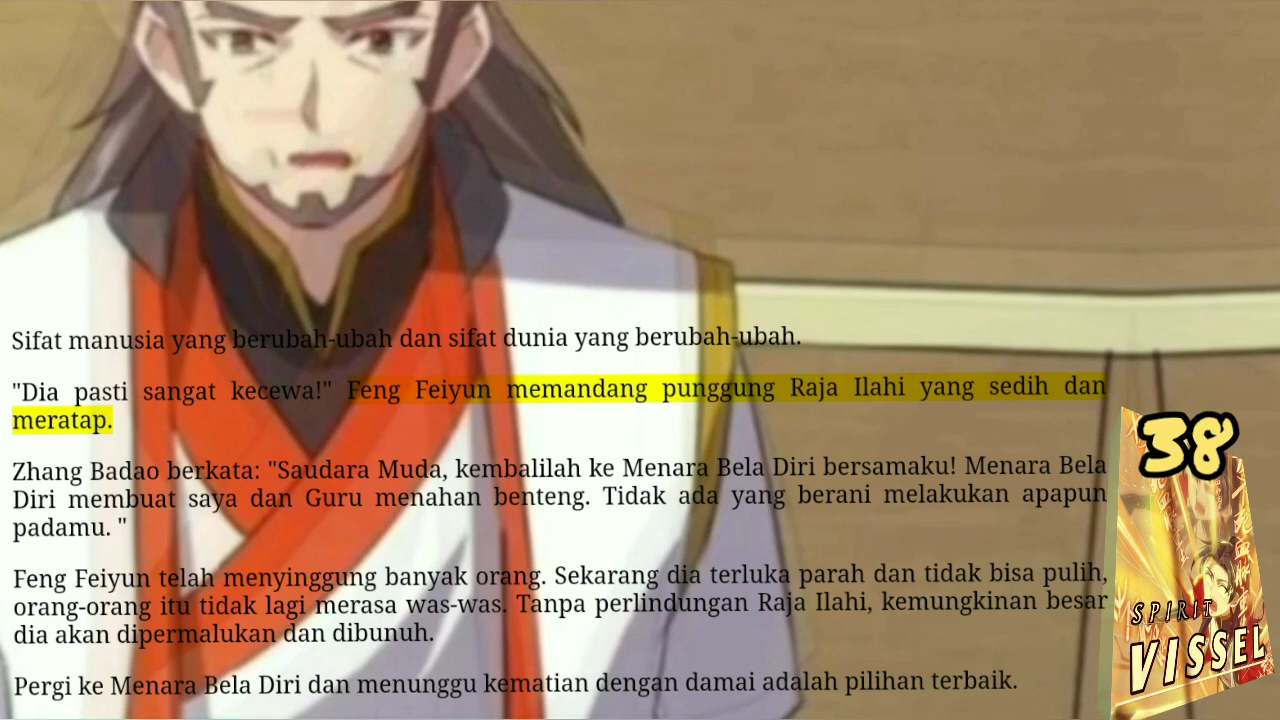 Sifat manusia yang berubah-ubah dan sifat dunia yang berubah-ubah.
"Dia pasti sangat kecewa!" Feng Feiyun memandang punggung Raja Ilahi yang sedih dan
meratap.
Zhang Badao berkata: "Saudara Muda, kembalilah ke Menara Bela Diri bersamaku! Menara Bela
Diri membuat saya dan Guru menahan benteng. Tidak ada yang berani melakukan apapun
padamu. "
Feng Feiyun telah menyinggung banyak orang. Sekarang dia terluka parah dan tidak bisa pulih,
orang-orang itu tidak lagi merasa was-was. Tanpa perlindungan Raja Ilahi, kemungkinan besar
dia akan dipermalukan dan dibunuh.
Pergi ke Menara Bela Diri dan menunggu kematian dengan damai adalah pilihan terbaik.
38
SPIRIT
VISSEL